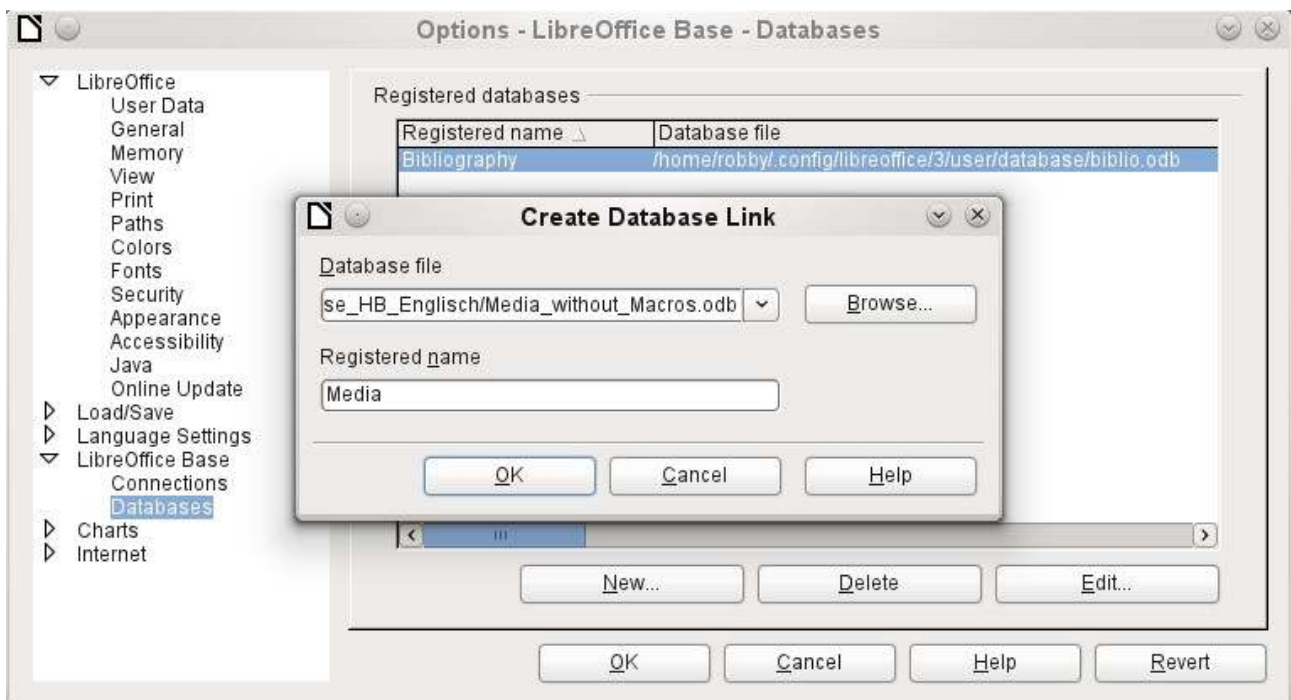 Options - LibreOffice Base - Databases
LibreOffice
User Data
General
Memory
View
Print
Paths
Colors
Fonts
Security
Appearance
Accessibility
Java
Online Update
Load/Save
Language Settings
LibreOffice Base
Connections
Databases
Charts
Internet
Registered databases
Registered name Database file
Bibliography /home/robby/.config/libreoffice/3/user/database/biblio.odb
Create Database Link
Database file
se_HB_Englisch/Media_without_Macros.odb Browse...
Registered name
Media
OK Cancel Help
New... Delete Edit...
OK Cancel Help Revert